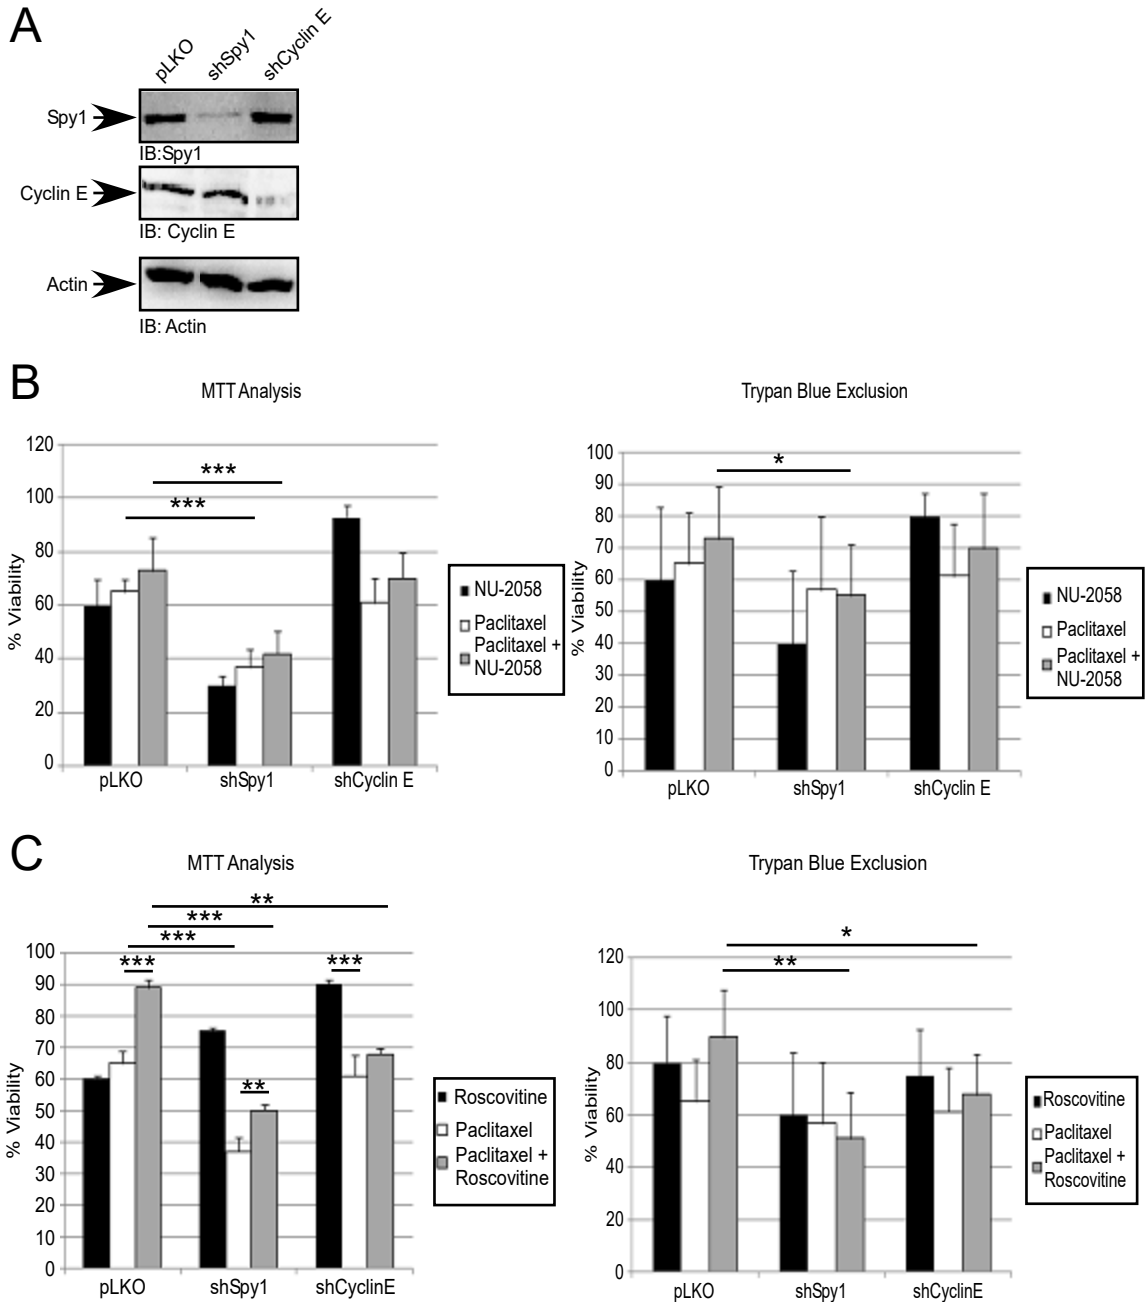 A
pLKO
shSpy1
shCyclin E
Spy1
IB:Spy1
Cyclin E
IB: Cyclin E
Actin
IB: Actin
B
MTT Analysis
120
100
80
60
40
20
0
% Viability
***
***
pLKO
shSpy1
shCyclin E
NU-2058
Paclitaxel
Paclitaxel +
NU-2058
Trypan Blue Exclusion
100
90
80
70
60
50
40
30
20
10
0
% Viability
*
pLKO
shSpy1
shCyclin E
NU-2058
Paclitaxel
Paclitaxel +
NU-2058
C
MTT Analysis
**
***
***
***
***
**
100
90
80
70
60
50
40
30
20
10
0
% Viability
pLKO
shSpy1
shCyclinE
Roscovitine
Paclitaxel
Paclitaxel +
Roscovitine
Trypan Blue Exclusion
*
**
120
100
80
60
40
20
0
% Viability
pLKO
shSpy1
shCyclinE
Roscovitine
Paclitaxel
Paclitaxel +
Roscovitine